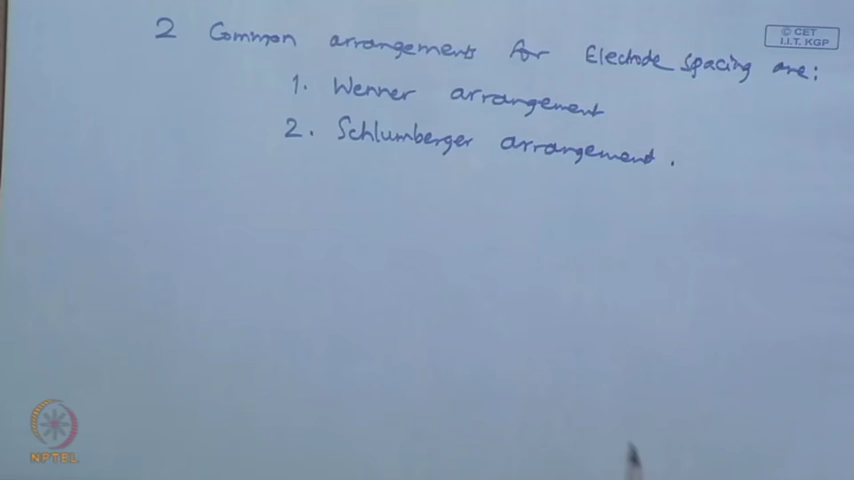 © CET
I.I.T. KGP
2 Common arrangements for Electrode spacing are:
1. Wenner arrangement
2. Schlumberger arrangement.
NPTEL